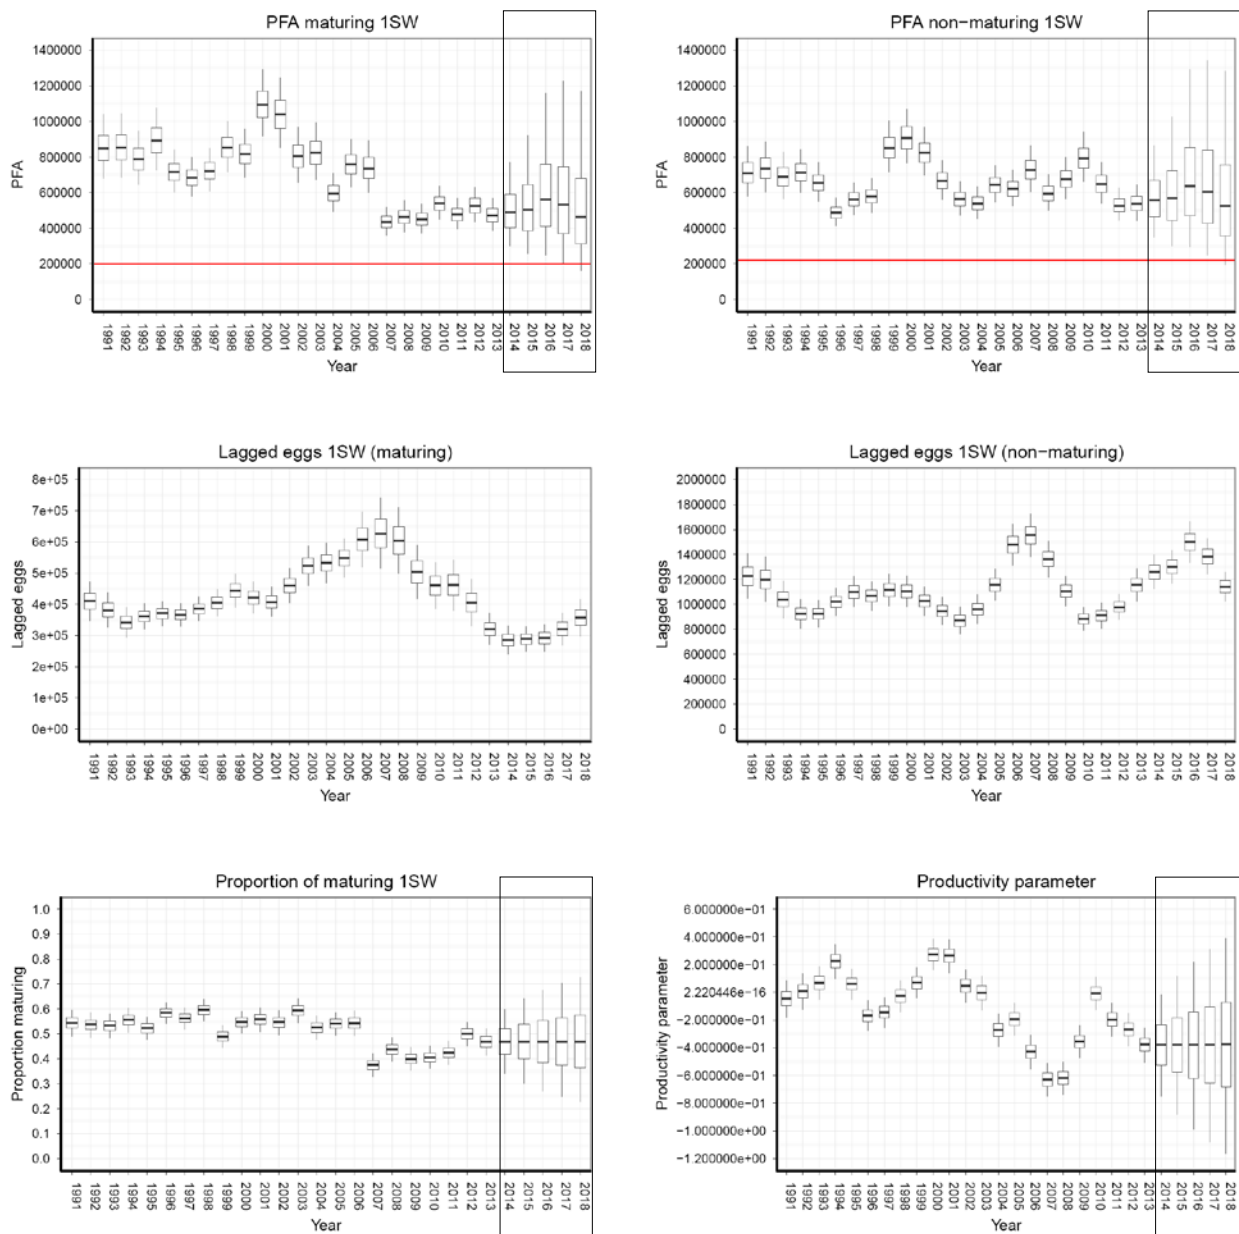 PFA maturing 1SW
1400000
1200000
1000000
800000
600000
400000
200000
0
PFA
1991 1992 1993 1994 1995 1996 1997 1998 1999 2000 2001 2002 2003 2004 2005 2006 2007 2008 2009 2010 2011 2012 2013 2014 2015 2016 2017 2018
Year
PFA non−maturing 1SW
1400000
1200000
1000000
800000
600000
400000
200000
0
PFA
1991 1992 1993 1994 1995 1996 1997 1998 1999 2000 2001 2002 2003 2004 2005 2006 2007 2008 2009 2010 2011 2012 2013 2014 2015 2016 2017 2018
Year
Lagged eggs 1SW (maturing)
8e+05
7e+05
6e+05
5e+05
4e+05
3e+05
2e+05
1e+05
0e+00
Lagged eggs
1991 1992 1993 1994 1995 1996 1997 1998 1999 2000 2001 2002 2003 2004 2005 2006 2007 2008 2009 2010 2011 2012 2013 2014 2015 2016 2017 2018
Year
Lagged eggs 1SW (non−maturing)
2000000
1800000
1600000
1400000
1200000
1000000
800000
600000
400000
200000
0
Lagged eggs
1991 1992 1993 1994 1995 1996 1997 1998 1999 2000 2001 2002 2003 2004 2005 2006 2007 2008 2009 2010 2011 2012 2013 2014 2015 2016 2017 2018
Year
Proportion of maturing 1SW
1.0
0.9
0.8
0.7
0.6
0.5
0.4
0.3
0.2
0.1
0.0
Proportion maturing
1991 1992 1993 1994 1995 1996 1997 1998 1999 2000 2001 2002 2003 2004 2005 2006 2007 2008 2009 2010 2011 2012 2013 2014 2015 2016 2017 2018
Year
Productivity parameter
6.000000e−01
4.000000e−01
2.000000e−01
2.220446e−16
−2.000000e−01
−4.000000e−01
−6.000000e−01
−8.000000e−01
−1.000000e+00
−1.200000e+00
Productivity parameter
1991 1992 1993 1994 1995 1996 1997 1998 1999 2000 2001 2002 2003 2004 2005 2006 2007 2008 2009 2010 2011 2012 2013 2014 2015 2016 2017 2018
Year